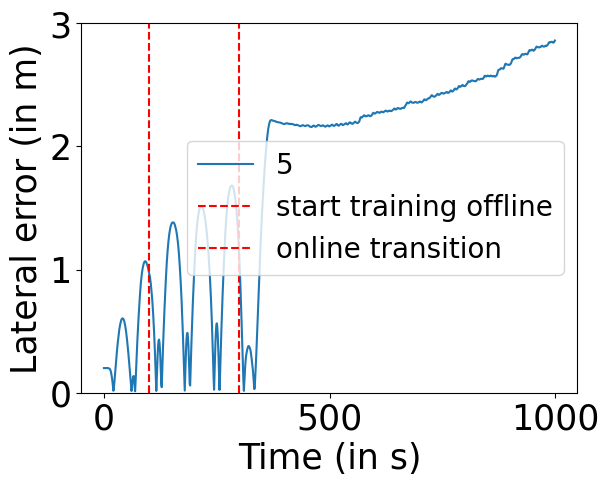 Lateral error (in m)
3
2
1
0
5
start training offline
online transition
0
500
1000
Time (in s)